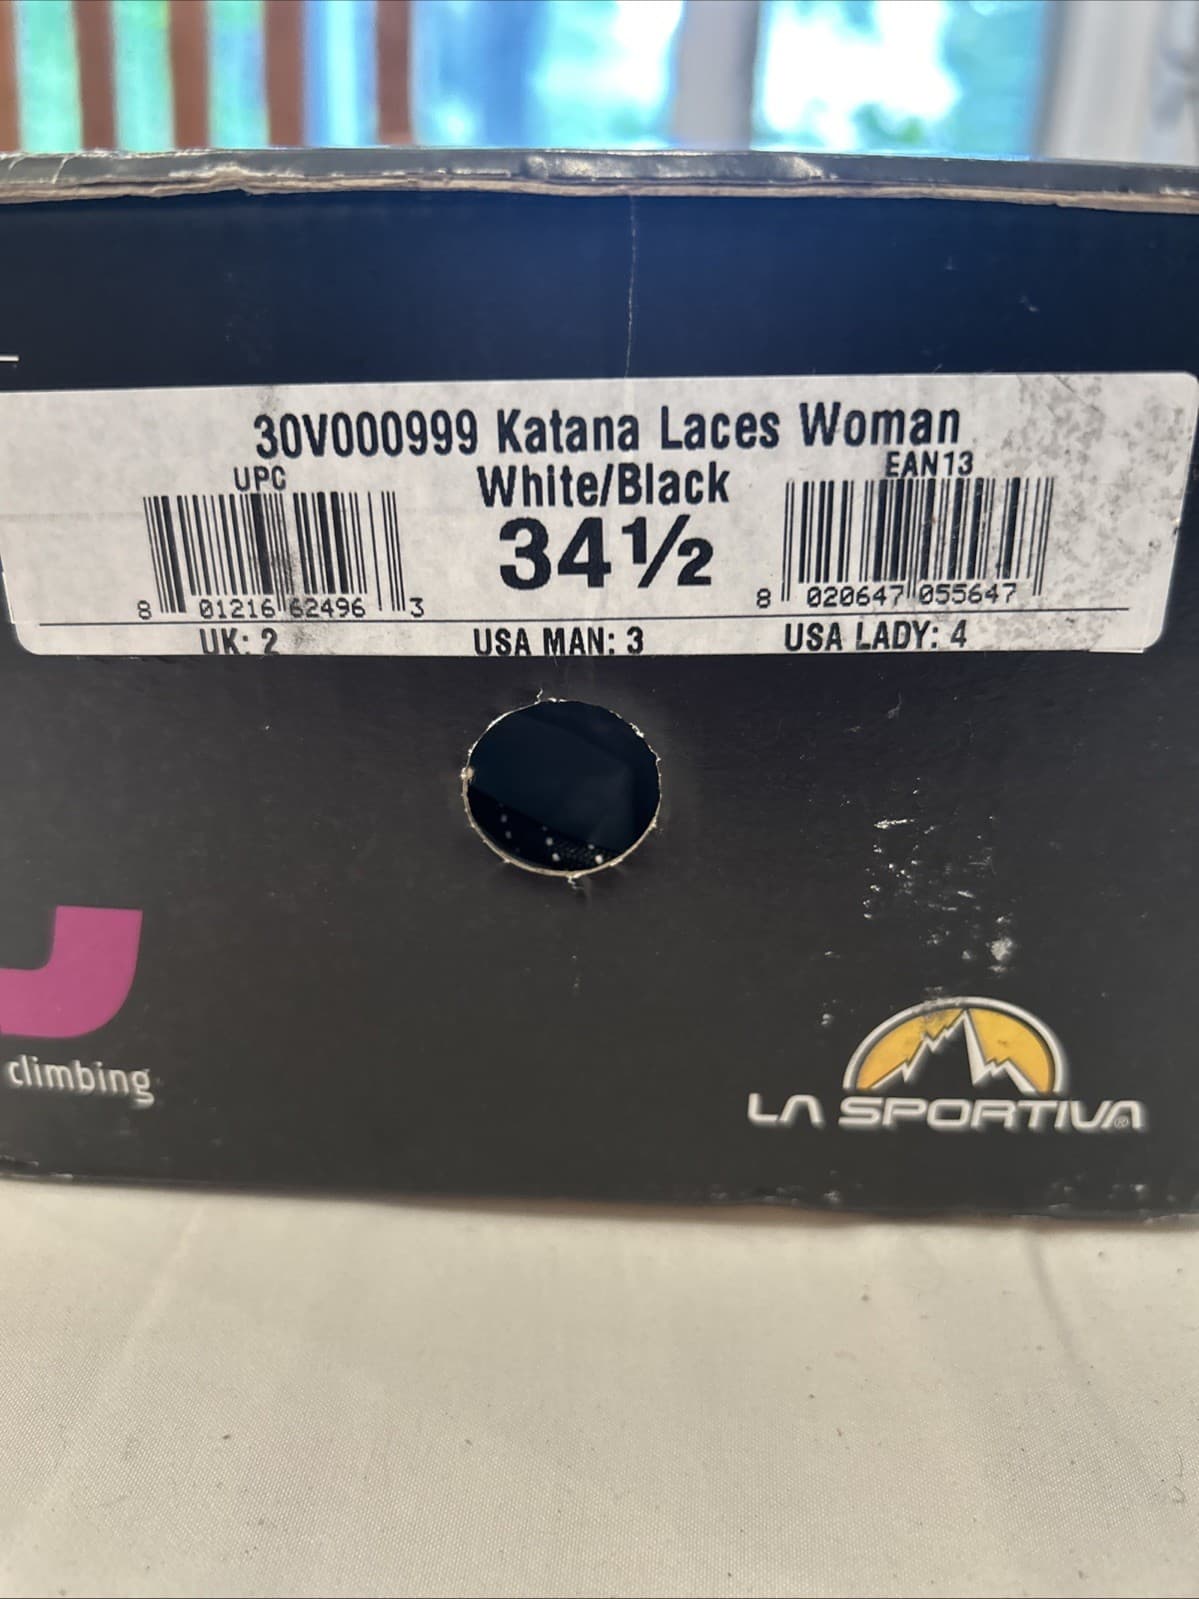 30V000999 Katana Laces Woman
UPC
White/Black
EAN13
34½
8 01216 62496 3
8 020647 055647
UK: 2
USA MAN: 3
USA LADY: 4
climbing
LA SPORTIVA®